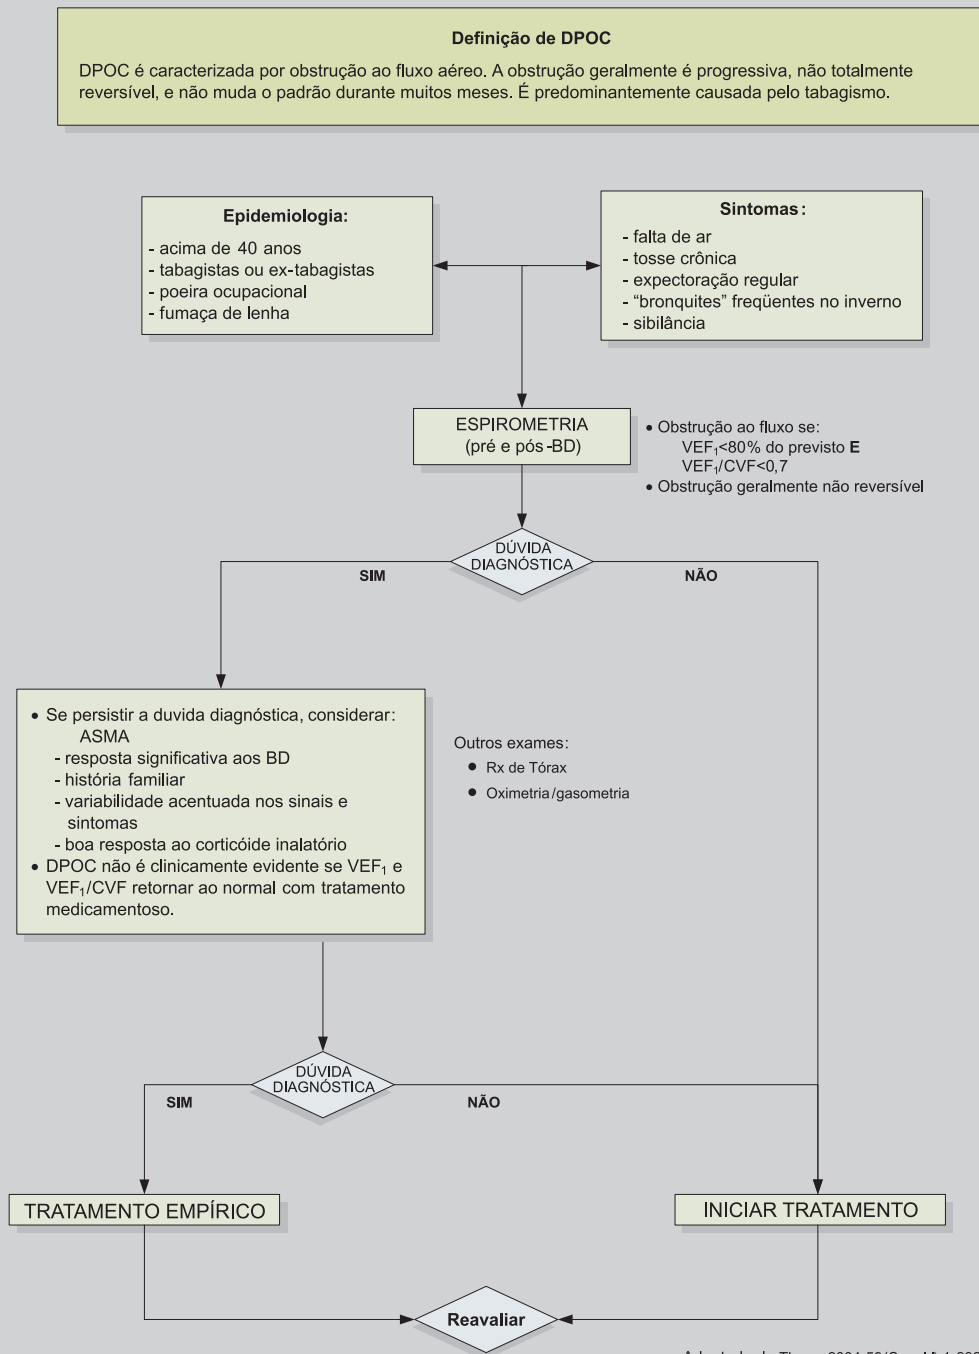 Definição de DPOC
DPOC é caracterizada por obstrução ao fluxo aéreo. A obstrução geralmente é progressiva, não totalmente
reversível, e não muda o padrão durante muitos meses. É predominantemente causada pelo tabagismo.
Epidemiologia:
- acima de 40 anos
- tabagistas ou ex-tabagistas
- poeira ocupacional
- fumaça de lenha
Sintomas:
- falta de ar
- tosse crônica
- expectoração regular
- “bronquites” freqüentes no inverno
- sibilância
ESPIROMETRIA
(pré e pós-BD)
• Obstrução ao fluxo se:
VEF₁<80% do previsto E
VEF₁/CVF<0,7
• Obstrução geralmente não reversível
DÚVIDA
DIAGNÓSTICA
SIM
NÃO
• Se persistir a duvida diagnóstica, considerar:
ASMA
- resposta significativa aos BD
- história familiar
- variabilidade acentuada nos sinais e
sintomas
- boa resposta ao corticóide inalatório
• DPOC não é clinicamente evidente se VEF₁ e
VEF₁/CVF retornar ao normal com tratamento
medicamentoso.
Outros exames:
• Rx de Tórax
• Oximetria/gasometria
DÚVIDA
DIAGNÓSTICA
SIM
NÃO
TRATAMENTO EMPÍRICO
INICIAR TRATAMENTO
Reavaliar